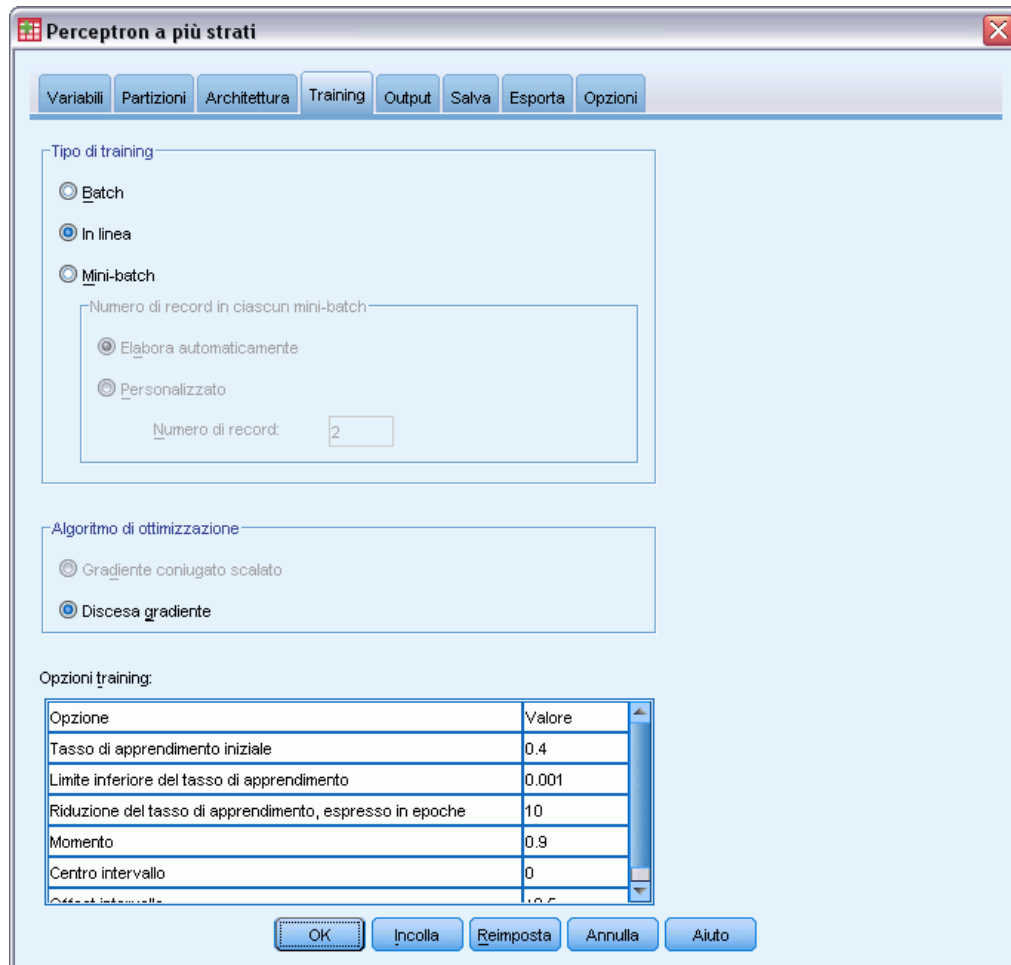 Perceptron a più strati
Variabili Partizioni Architettura Training Output Salva Esporta Opzioni
Tipo di training
Batch
In linea
Mini-batch
Numero di record in ciascun mini-batch
Elabora automaticamente
Personalizzato
Numero di record: 2
Algoritmo di ottimizzazione
Gradiente coniugato scalato
Discesa gradiente
Opzioni training:
Opzione Valore
Tasso di apprendimento iniziale 0.4
Limite inferiore del tasso di apprendimento 0.001
Riduzione del tasso di apprendimento, espresso in epoche 10
Momento 0.9
Centro intervallo 0
Offset intervallo
OK Incolla Reimposta Annulla Aiuto